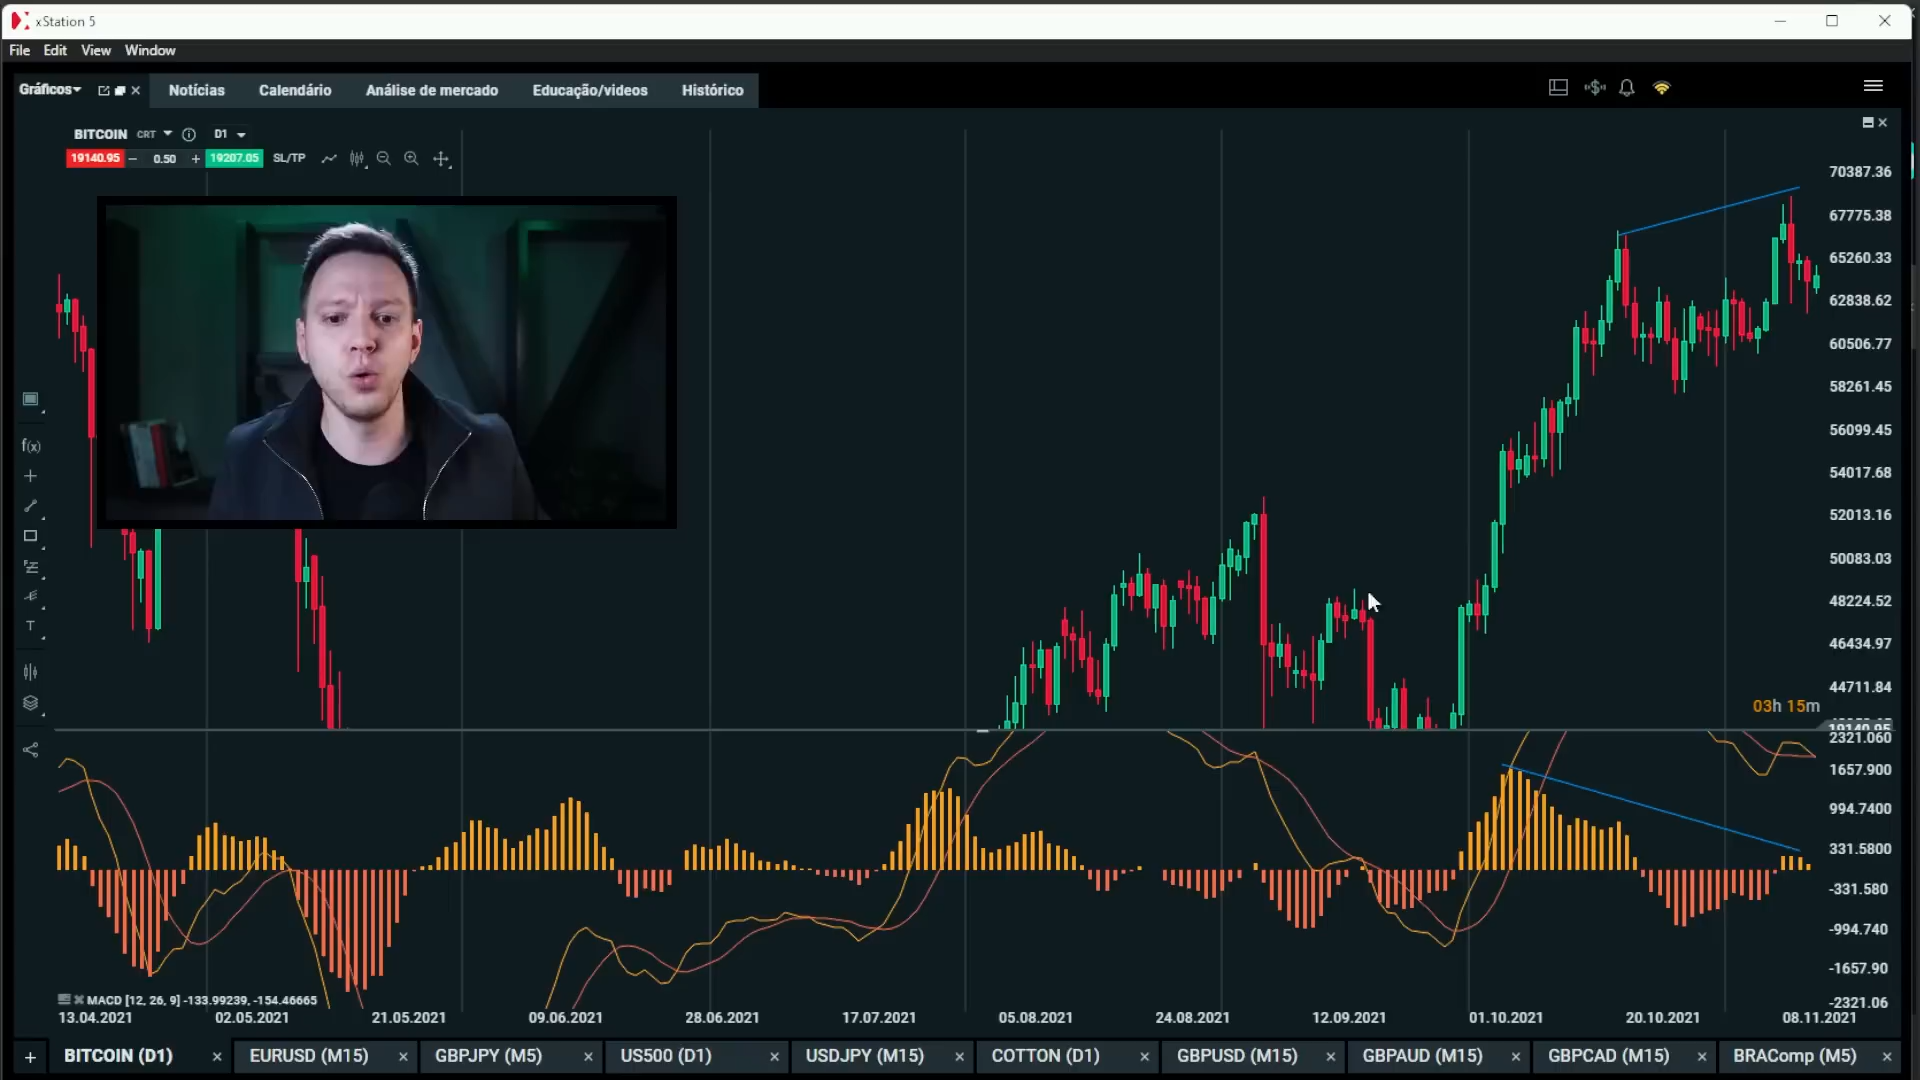 xStation 5
File Edit View Window
Gráficos Notícias Calendário Análise de mercado Educação/videos Histórico
BITCOIN CRT D1
19140.95 − 0.50 + 19207.05 SL/TP
70387.36
67775.38
65260.33
62838.62
60506.77
58261.45
56099.45
54017.68
52013.16
50083.03
48224.52
46434.97
44711.84
03h 15m
19140.95
f(x)
T
2321.060
1657.900
994.7400
331.5800
-331.580
-994.740
-1657.90
-2321.06
MACD [12, 26, 9] -133.99239, -154.46665
13.04.2021 02.05.2021 21.05.2021 09.06.2021 28.06.2021 17.07.2021 05.08.2021 24.08.2021 12.09.2021 01.10.2021 20.10.2021 08.11.2021
+ BITCOIN (D1) × EURUSD (M15) × GBPJPY (M5) × US500 (D1) × USDJPY (M15) × COTTON (D1) × GBPUSD (M15) × GBPAUD (M15) × GBPCAD (M15) × BRAComp (M5) ×